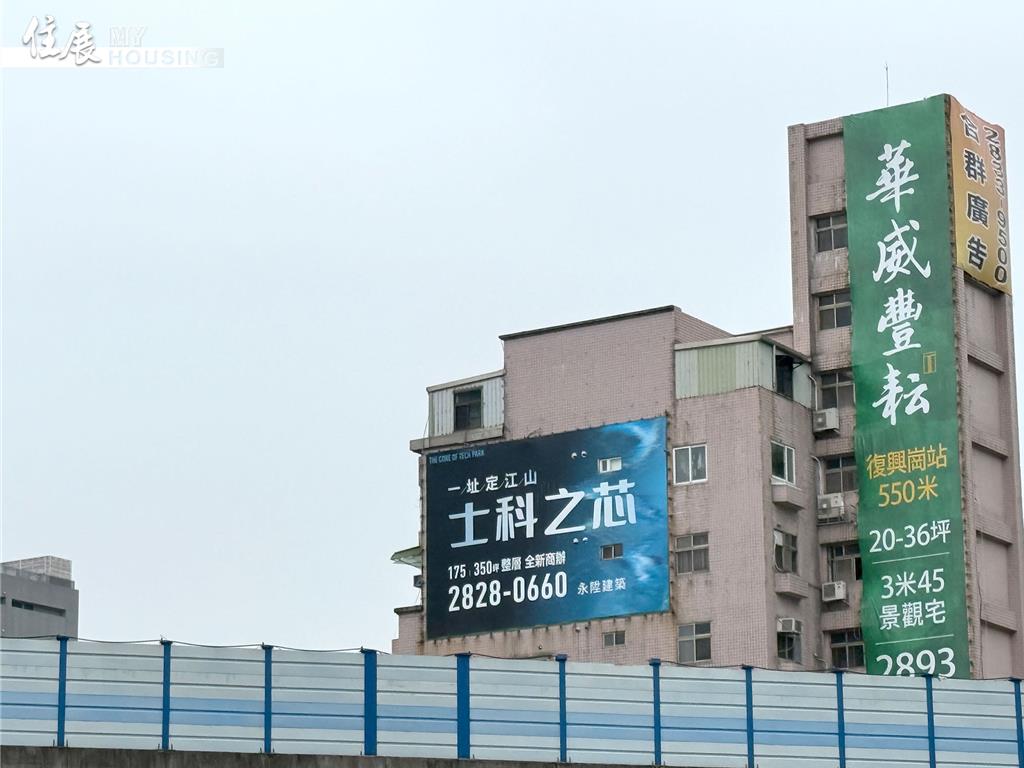 住展 MY HOUSING
THE CORE OF TECH PARK
一址定江山
士科之芯
175 350坪 整層 全新商辦
2828-0660 永陞建築
華威豐耘
復興崗站
550米
20-36坪
3米45
景觀宅
2893
合群廣告
2833-9500